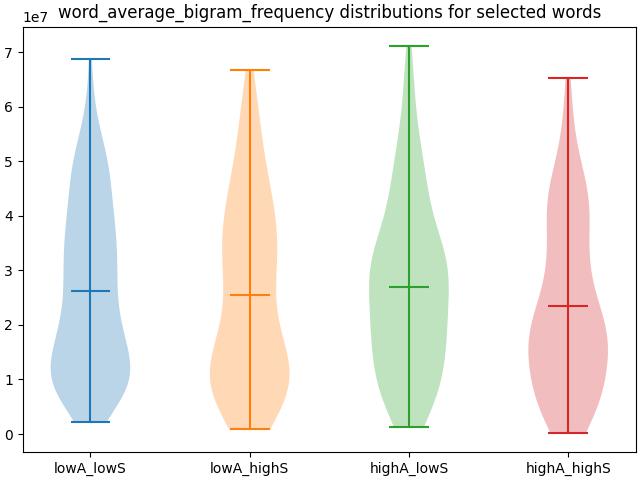 word_average_bigram_frequency distributions for selected words
1e7
7
6
5
4
3
2
1
0
lowA_lowS lowA_highS highA_lowS highA_highS